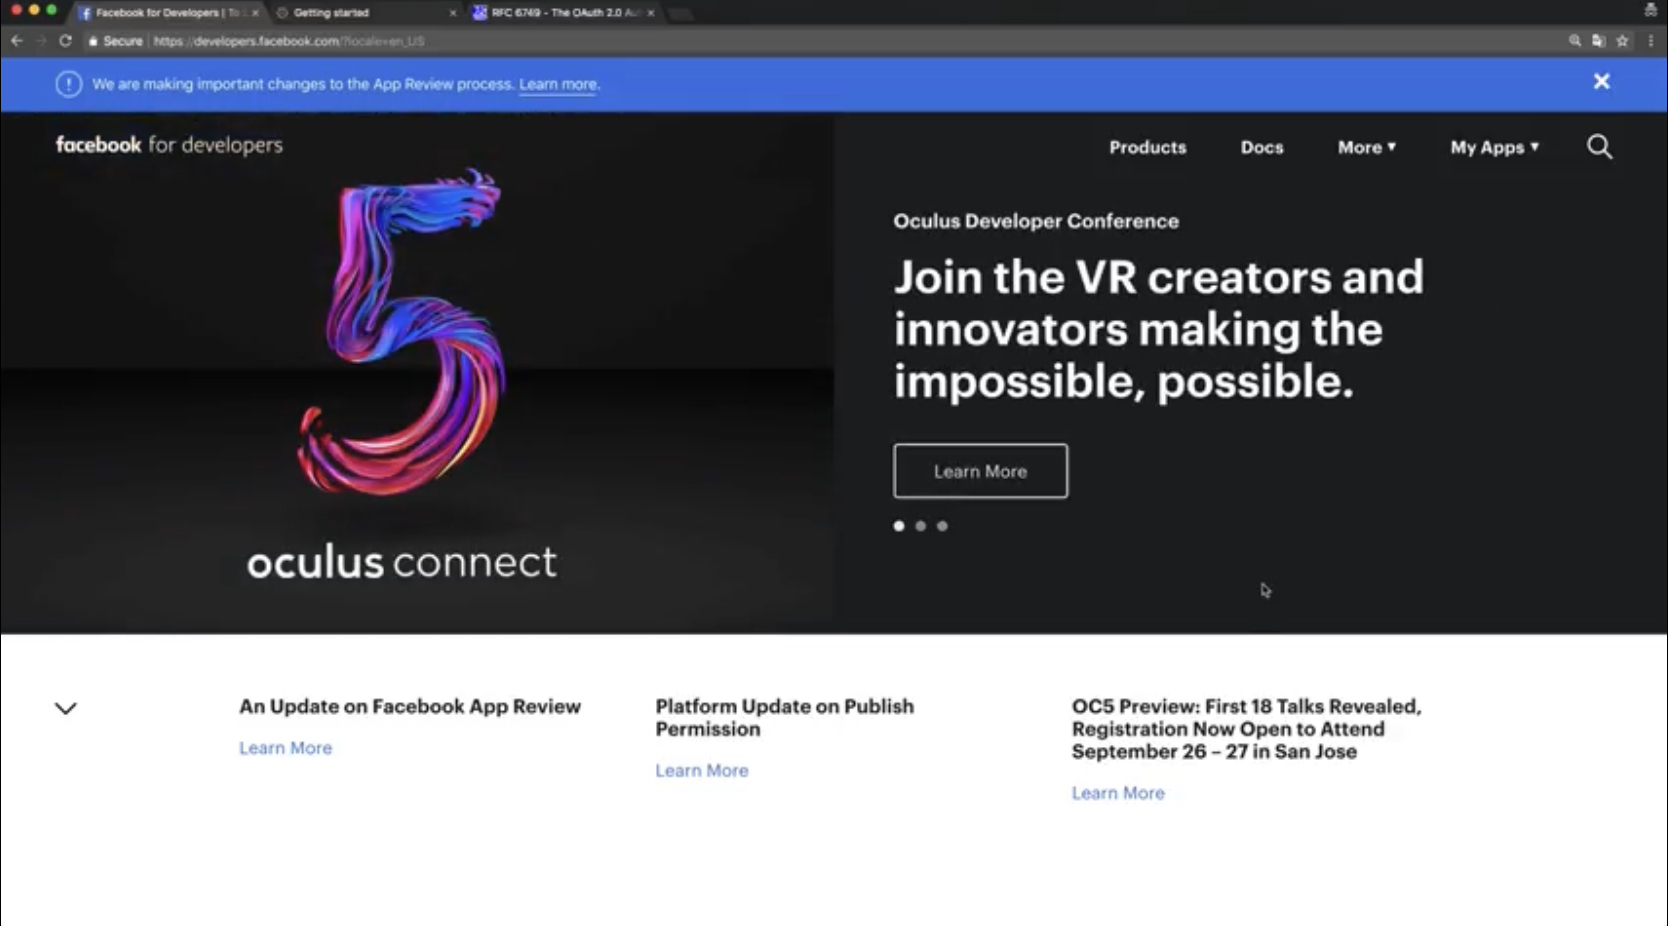 Facebook for Developers | To
Getting started
RFC 6749 - The OAuth 2.0 Au
Secure
https://developers.facebook.com/?locale=en_US
We are making important changes to the App Review process. Learn more.
facebook for developers
Products
Docs
More
My Apps
5
Oculus Developer Conference
Join the VR creators and
innovators making the
impossible, possible.
Learn More
oculus connect
An Update on Facebook App Review
Learn More
Platform Update on Publish
Permission
Learn More
OC5 Preview: First 18 Talks Revealed,
Registration Now Open to Attend
September 26 – 27 in San Jose
Learn More